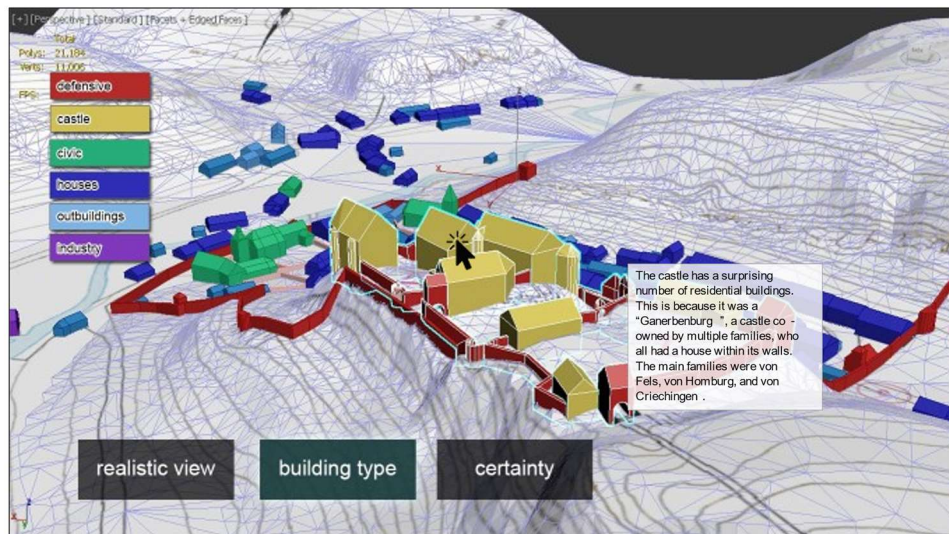 [+] [Perspective] [Standard] [Facets + Edged Faces]
Total
Polys: 21,184
Verts: 11,006
FPS:
defensive
castle
civic
houses
outbuildings
industry
The castle has a surprising
number of residential buildings.
This is because it was a
“Ganerbenburg ”, a castle co -
owned by multiple families, who
all had a house within its walls.
The main families were von
Fels, von Homburg, and von
Criechingen .
realistic view
building type
certainty
x
z
y